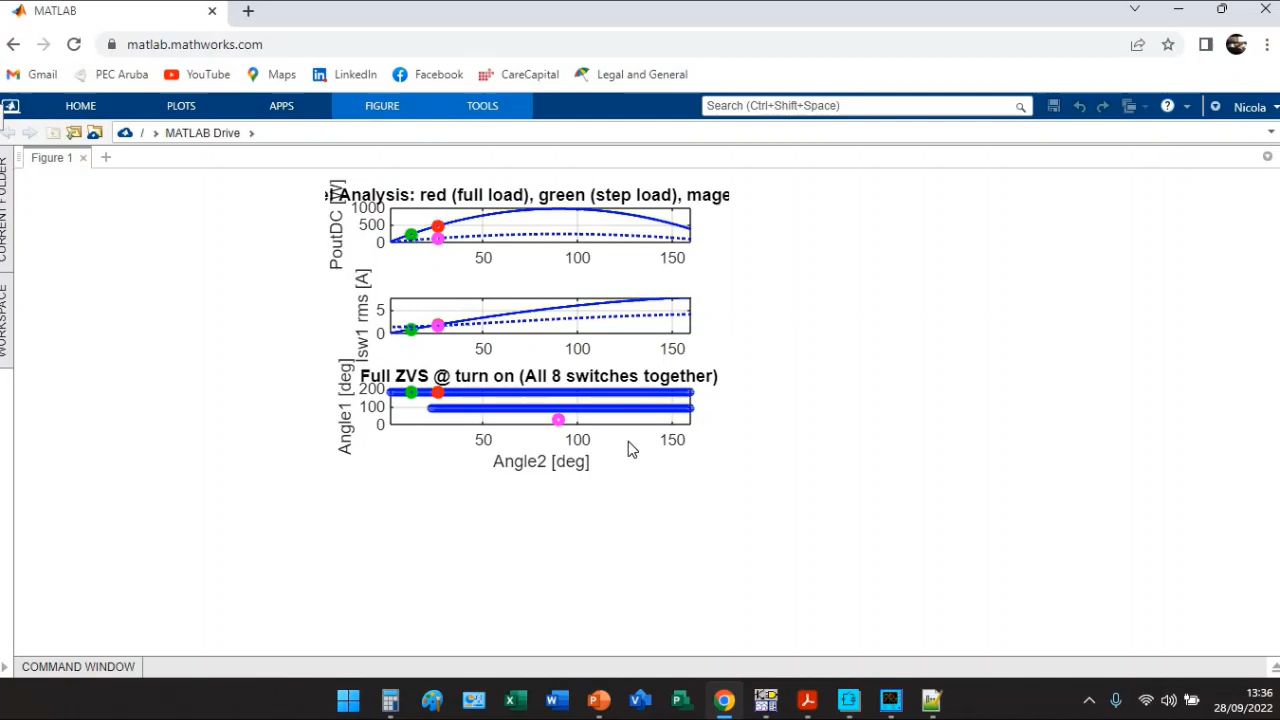 MATLAB
matlab.mathworks.com
Gmail PEC Aruba YouTube Maps LinkedIn Facebook CareCapital Legal and General
HOME PLOTS APPS FIGURE TOOLS Search (Ctrl+Shift+Space) Nicola
/ MATLAB Drive
Figure 1
CURRENT FOLDER
WORKSPACE
el Analysis: red (full load), green (step load), mage
PoutDC [W]
1000
500
0
50 100 150
Isw1 rms [A]
5
0
50 100 150
Full ZVS @ turn on (All 8 switches together)
Angle1 [deg]
200
100
0
50 100 150
Angle2 [deg]
COMMAND WINDOW
13:36
28/09/2022